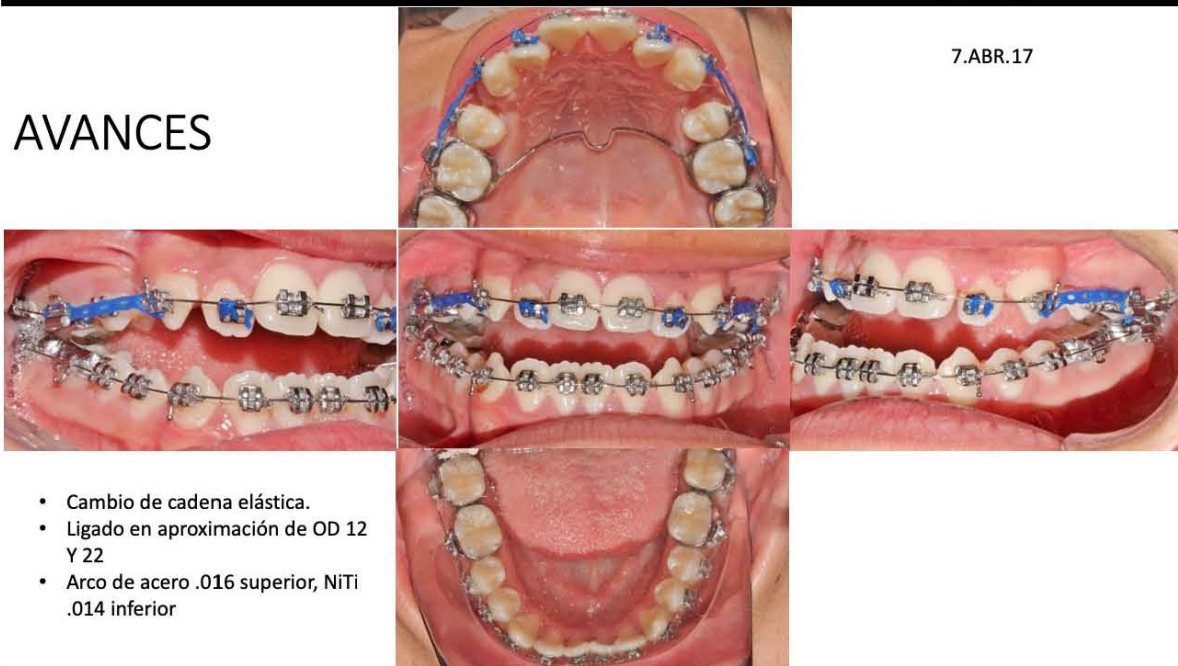 7.ABR.17
AVANCES
• Cambio de cadena elástica.
• Ligado en aproximación de OD 12
Y 22
• Arco de acero .016 superior, NiTi
.014 inferior